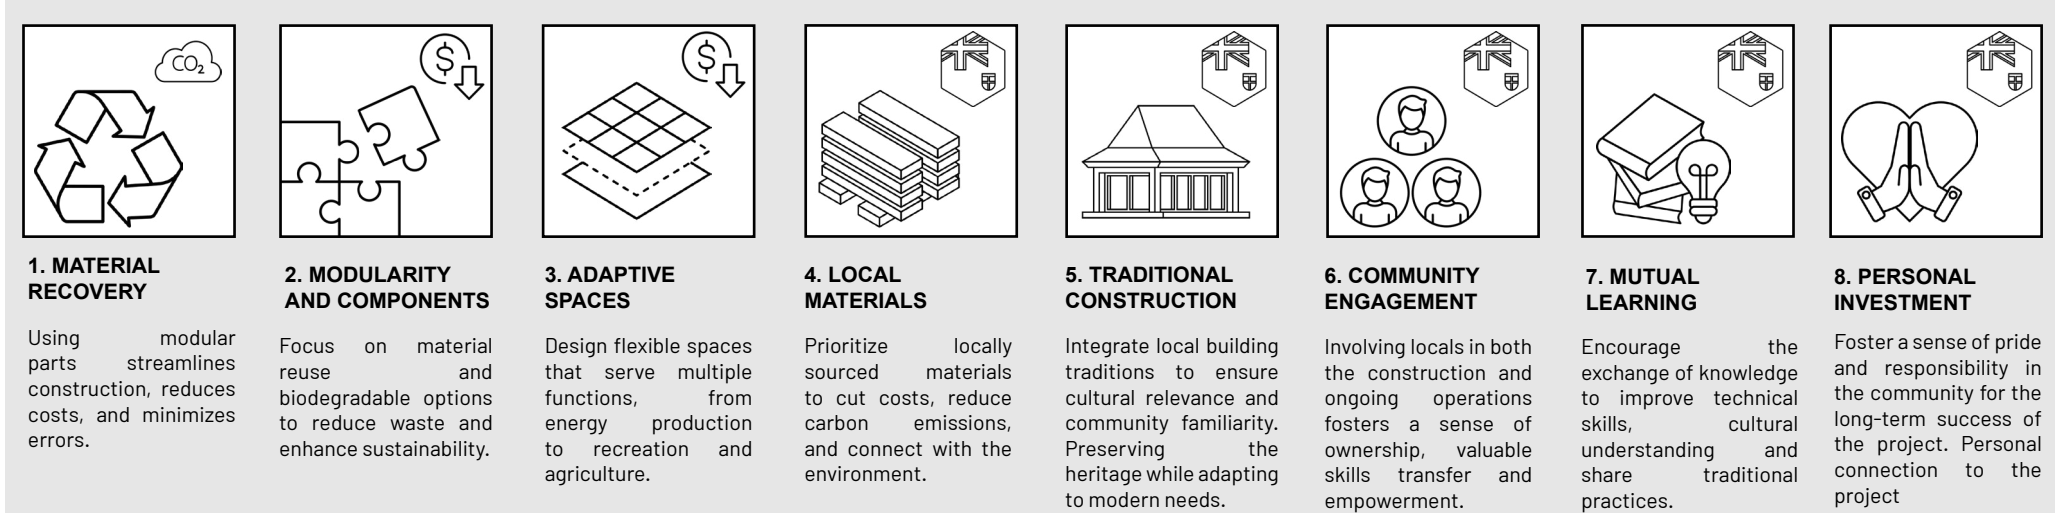 CO2
$
$
1. MATERIAL
RECOVERY
Using modular
parts streamlines
construction, reduces
costs, and minimizes
errors.
2. MODULARITY
AND COMPONENTS
Focus on material
reuse and
biodegradable options
to reduce waste and
enhance sustainability.
3. ADAPTIVE
SPACES
Design flexible spaces
that serve multiple
functions, from
energy production
to recreation and
agriculture.
4. LOCAL
MATERIALS
Prioritize locally
sourced materials
to cut costs, reduce
carbon emissions,
and connect with the
environment.
5. TRADITIONAL
CONSTRUCTION
Integrate local building
traditions to ensure
cultural relevance and
community familiarity.
Preserving the
heritage while adapting
to modern needs.
6. COMMUNITY
ENGAGEMENT
Involving locals in both
the construction and
ongoing operations
fosters a sense of
ownership, valuable
skills transfer and
empowerment.
7. MUTUAL
LEARNING
Encourage the
exchange of knowledge
to improve technical
skills, cultural
understanding and
share traditional
practices.
8. PERSONAL
INVESTMENT
Foster a sense of pride
and responsibility in
the community for the
long-term success of
the project. Personal
connection to the
project